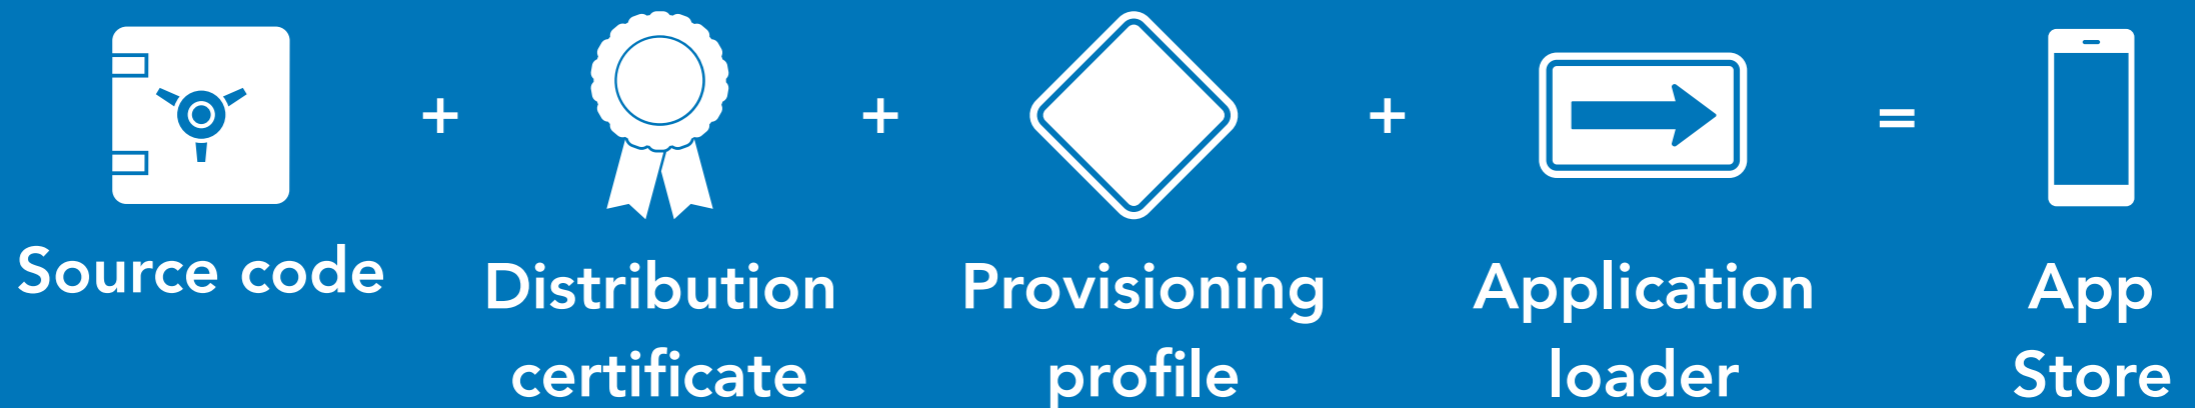 + + + =
Source code
Distribution
certificate
Provisioning
profile
Application
loader
App
Store